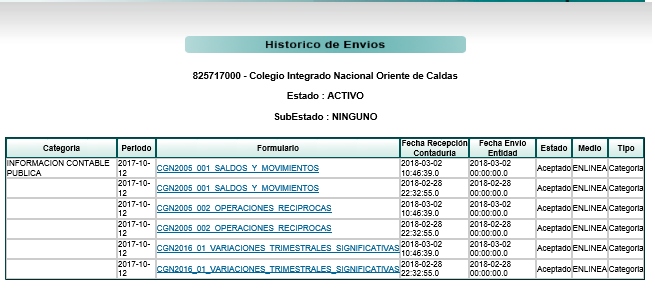 Historico de Envios
825717000 - Colegio Integrado Nacional Oriente de Caldas
Estado : ACTIVO
SubEstado : NINGUNO
Categoria Periodo Formulario Fecha Recepción Contaduria Fecha Envio Entidad Estado Medio Tipo
INFORMACION CONTABLE PUBLICA 2017-10-12 CGN2005_001_SALDOS_Y_MOVIMIENTOS 2018-03-02 10:46:39.0 2018-03-02 00:00:00.0 Aceptado ENLINEA Categoria
2017-10-12 CGN2005_001_SALDOS_Y_MOVIMIENTOS 2018-02-28 22:32:55.0 2018-02-28 00:00:00.0 Aceptado ENLINEA Categoria
2017-10-12 CGN2005_002_OPERACIONES_RECIPROCAS 2018-03-02 10:46:39.0 2018-03-02 00:00:00.0 Aceptado ENLINEA Categoria
2017-10-12 CGN2005_002_OPERACIONES_RECIPROCAS 2018-02-28 22:32:55.0 2018-02-28 00:00:00.0 Aceptado ENLINEA Categoria
2017-10-12 CGN2016_01_VARIACIONES_TRIMESTRALES_SIGNIFICATIVAS 2018-03-02 10:46:39.0 2018-03-02 00:00:00.0 Aceptado ENLINEA Categoria
2017-10-12 CGN2016_01_VARIACIONES_TRIMESTRALES_SIGNIFICATIVAS 2018-02-28 22:32:55.0 2018-02-28 00:00:00.0 Aceptado ENLINEA Categoria